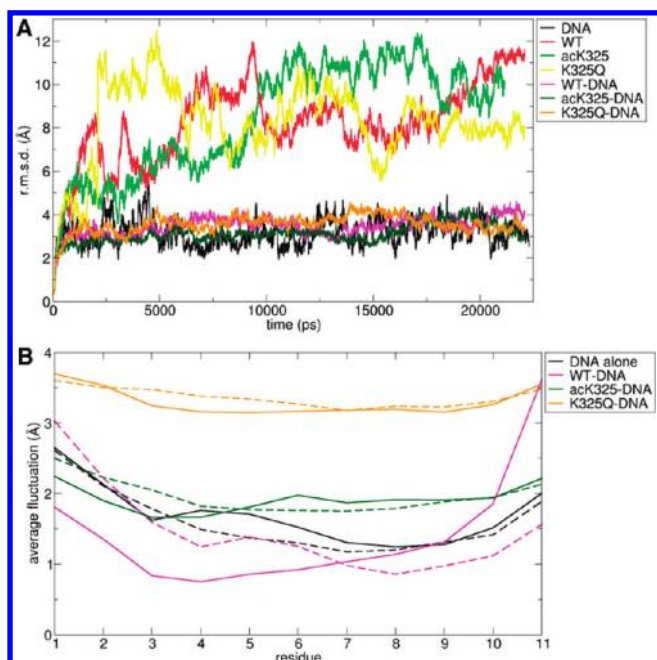 A
DNA
WT
acK325
K325Q
WT-DNA
acK325-DNA
K325Q-DNA
12
10
8
6
4
2
0
r.m.s.d. (Å)
0 5000 10000 15000 20000
time (ps)
B
DNA alone
WT-DNA
acK325-DNA
K325Q-DNA
4
3
2
1
0
average fluctuation (Å)
1 2 3 4 5 6 7 8 9 10 11
residue